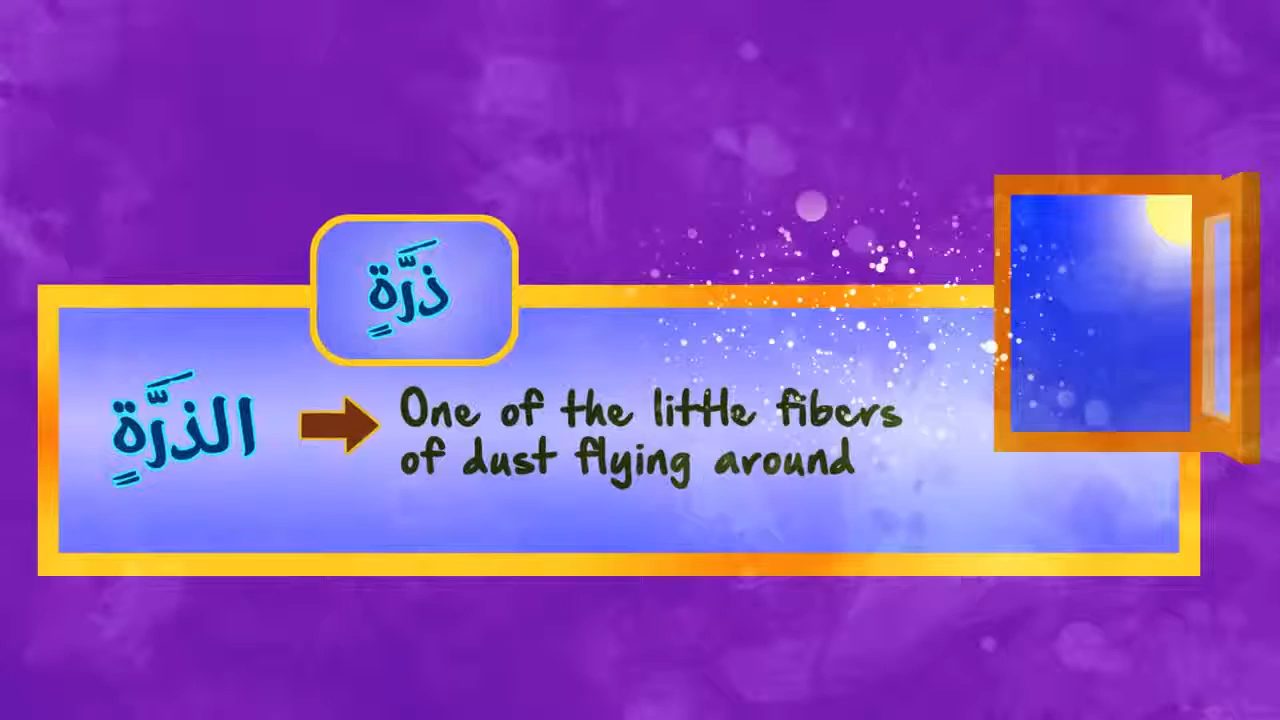 ذَرَّةٍ
الذَرَّةٍ
One of the little fibers
of dust flying around